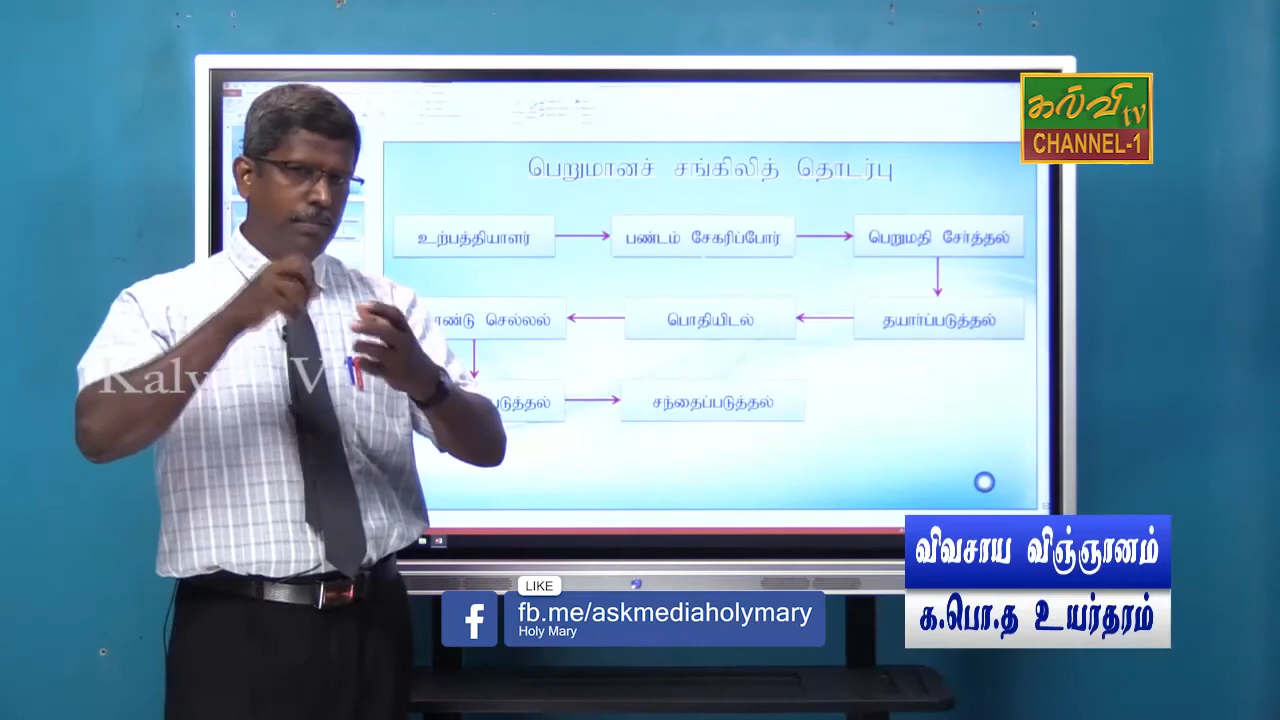 கல்வி tv
CHANNEL-1
பெறுமானச் சங்கிலித் தொடர்பு
உற்பத்தியாளர்
பண்டம் சேகரிப்போர்
பெறுமதி சேர்த்தல்
செல்லல்
பொதியிடல்
தயார்ப்படுத்தல்
சந்தைப்படுத்தல்
விவசாய விஞ்ஞானம்
க.பொ.த உயர்தரம்
LIKE
f
fb.me/askmediaholymary
Holy Mary